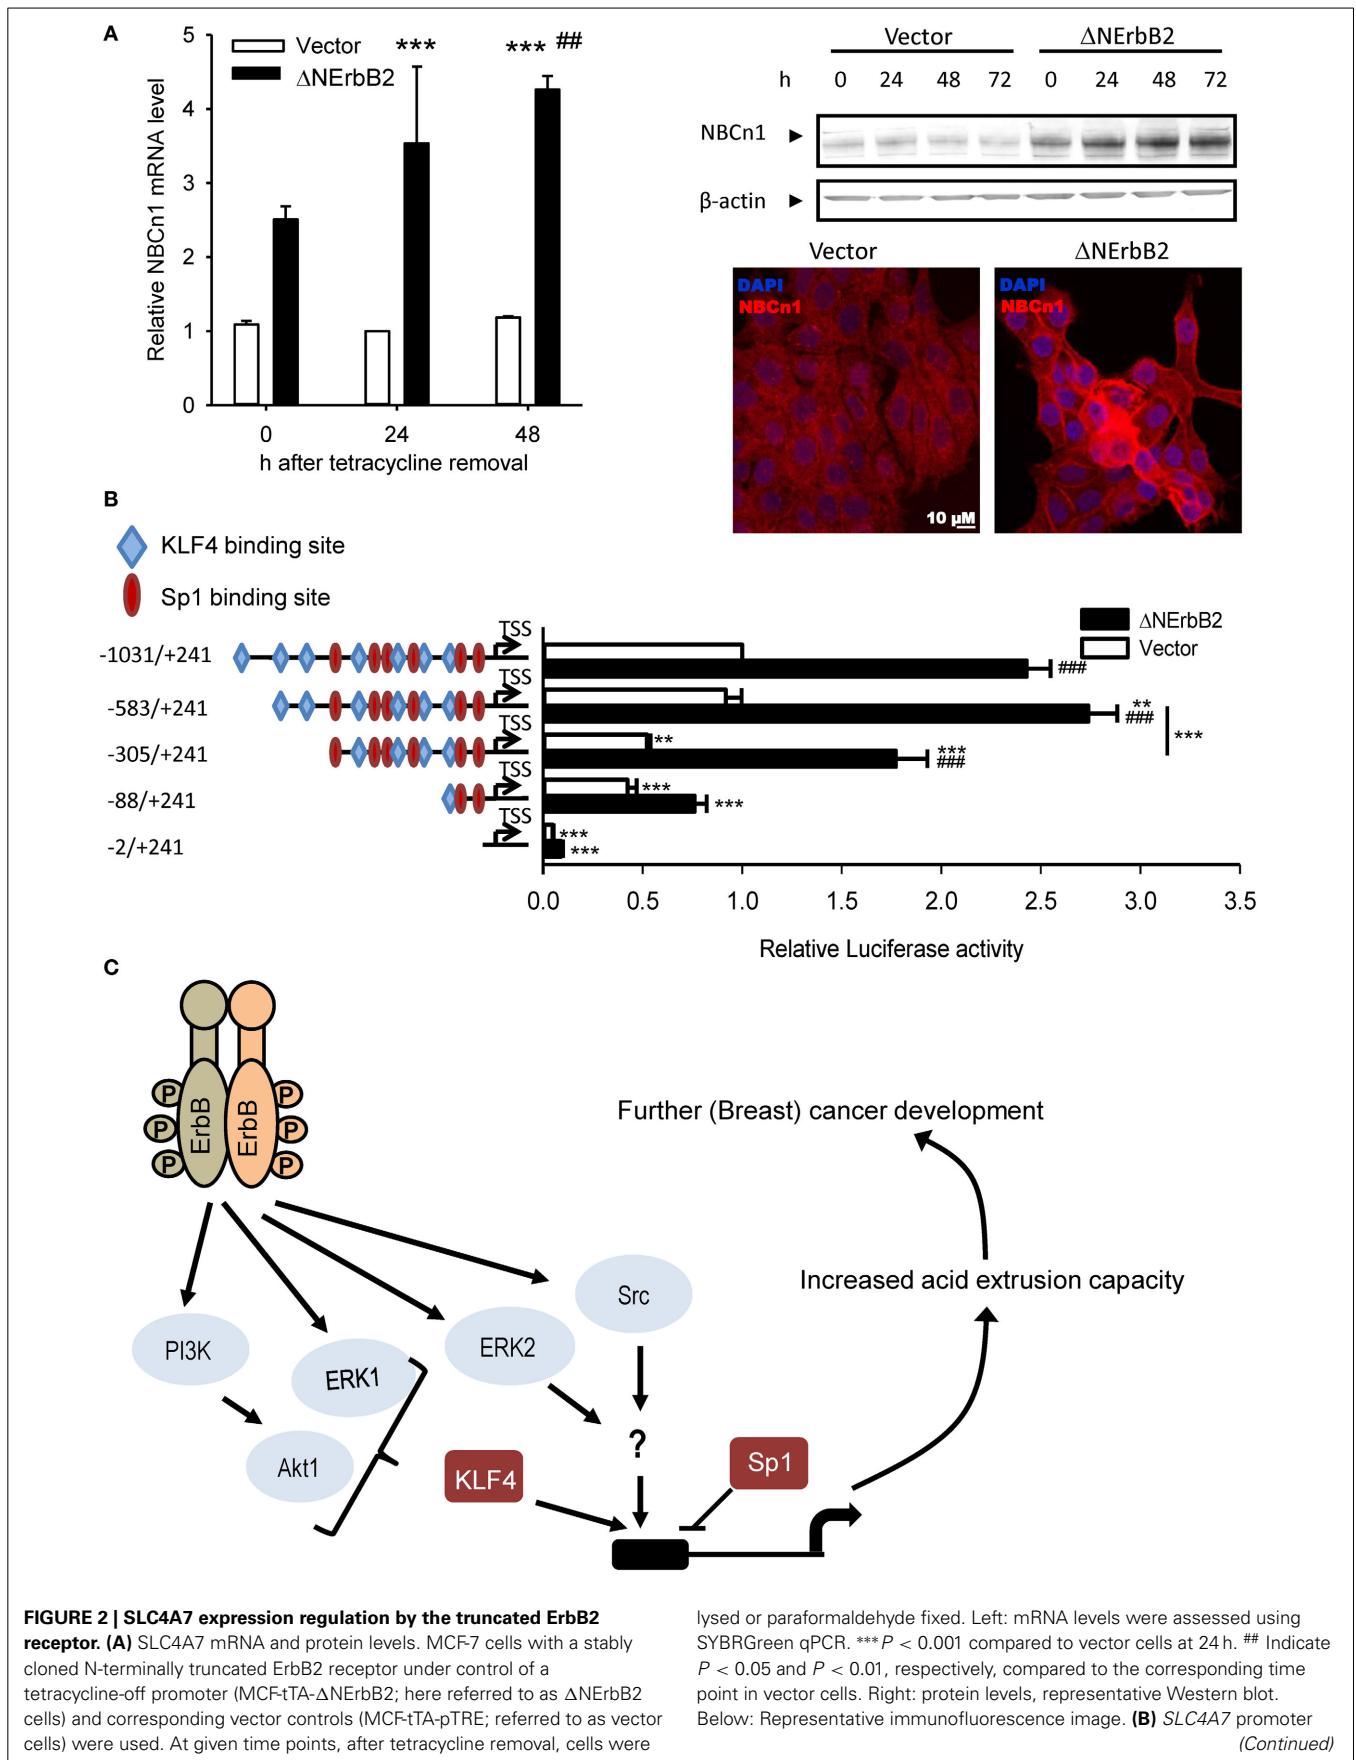 A
5
4
3
2
1
0
Relative NBCn1 mRNA level
Vector
ΔNErbB2
***
*** ##
0 24 48
h after tetracycline removal
Vector ΔNErbB2
h 0 24 48 72 0 24 48 72
NBCn1
β-actin
Vector ΔNErbB2
DAPI
NBCn1
10 µM
DAPI
NBCn1
B
KLF4 binding site
Sp1 binding site
ΔNErbB2
Vector
-1031/+241 TSS ###
-583/+241 TSS **
###
***
-305/+241 TSS **
***
###
-88/+241 TSS ***
***
-2/+241 TSS ***
***
0.0 0.5 1.0 1.5 2.0 2.5 3.0 3.5
Relative Luciferase activity
C
P P P ErbB ErbB P P P
Further (Breast) cancer development
Increased acid extrusion capacity
Src
PI3K
ERK1
ERK2
Akt1
?
KLF4
Sp1
FIGURE 2 | SLC4A7 expression regulation by the truncated ErbB2
receptor. (A) SLC4A7 mRNA and protein levels. MCF-7 cells with a stably
cloned N-terminally truncated ErbB2 receptor under control of a
tetracycline-off promoter (MCF-tTA-ΔNErbB2; here referred to as ΔNErbB2
cells) and corresponding vector controls (MCF-tTA-pTRE; referred to as vector
cells) were used. At given time points, after tetracycline removal, cells were
lysed or paraformaldehyde fixed. Left: mRNA levels were assessed using
SYBRGreen qPCR. ***P < 0.001 compared to vector cells at 24 h. ## Indicate
P < 0.05 and P < 0.01, respectively, compared to the corresponding time
point in vector cells. Right: protein levels, representative Western blot.
Below: Representative immunofluorescence image. (B) SLC4A7 promoter
(Continued)